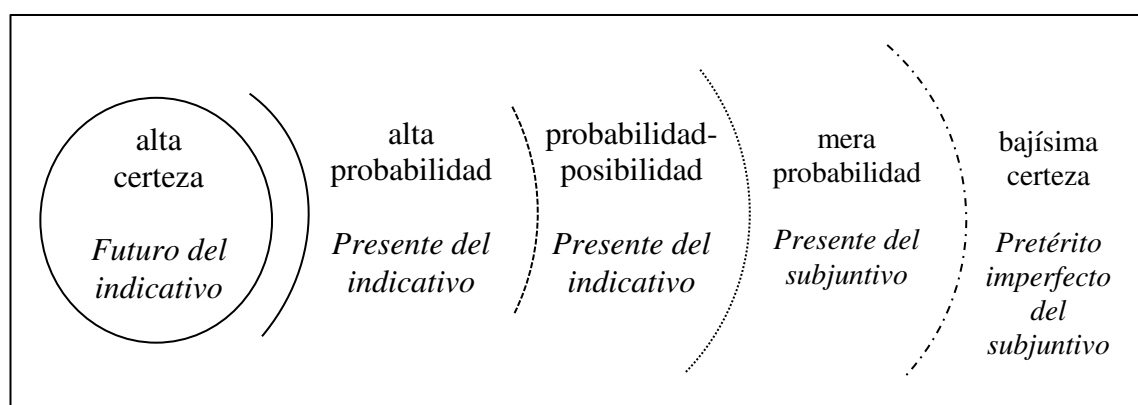 alta
certeza
Futuro del
indicativo
alta
probabilidad
Presente del
indicativo
probabilidad-
posibilidad
Presente del
indicativo
mera
probabilidad
Presente del
subjuntivo
bajísima
certeza
Pretérito
imperfecto
del
subjuntivo